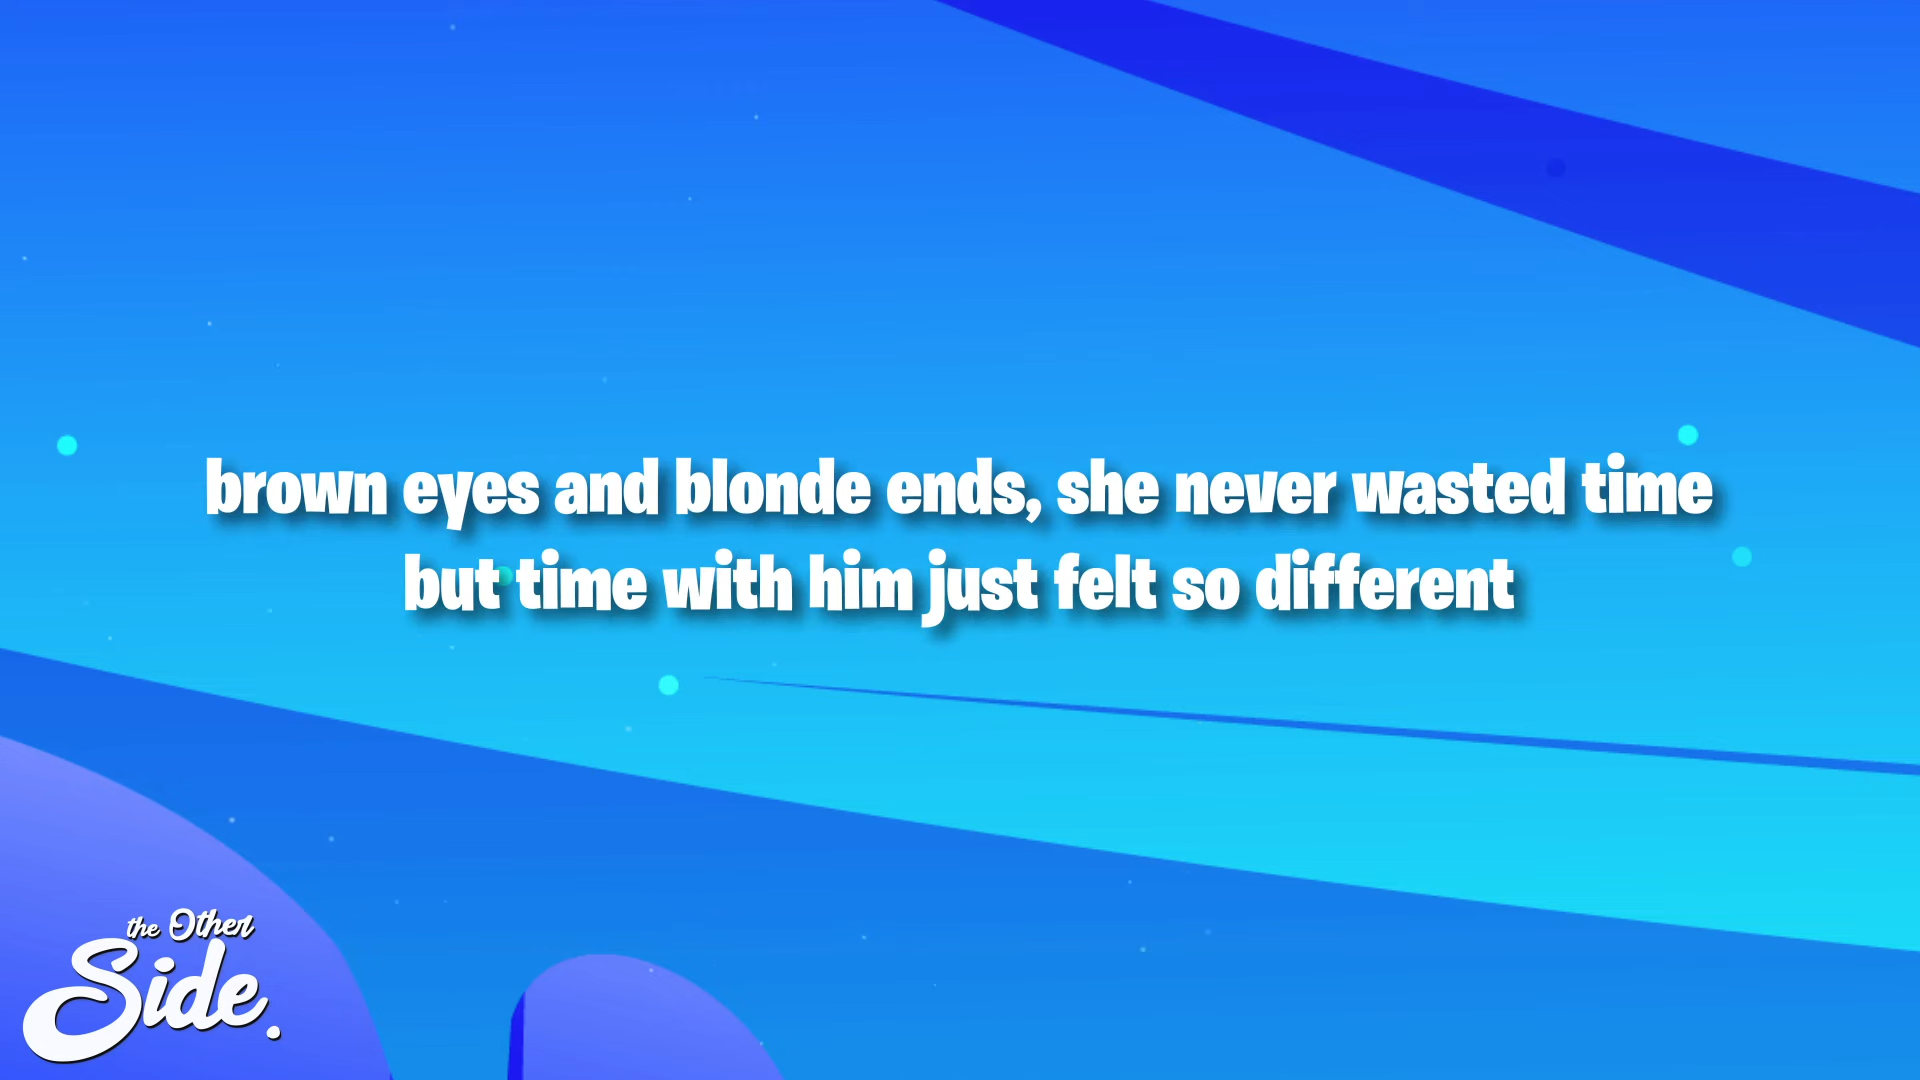 brown eyes and blonde ends, she never wasted time
but time with him just felt so different
the Other
Side.